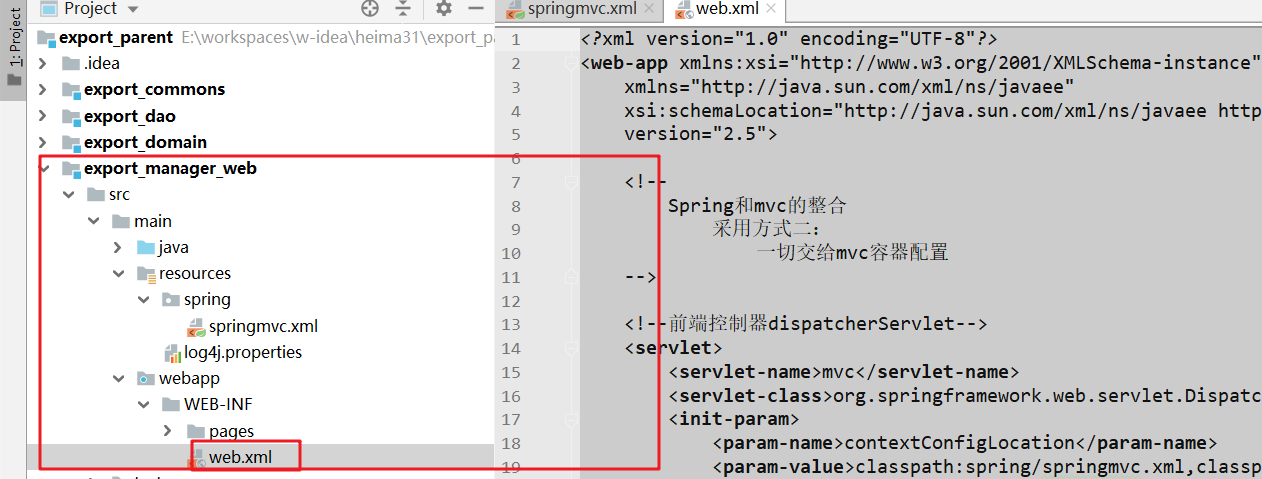 1: Project
Project
export_parent E:\workspaces\w-idea\heima31\export_pa
.idea
export_commons
export_dao
export_domain
export_manager_web
src
main
java
resources
spring
springmvc.xml
log4j.properties
webapp
WEB-INF
pages
web.xml
springmvc.xml
web.xml
1 <?xml version="1.0" encoding="UTF-8"?>
2 <web-app xmlns:xsi="http://www.w3.org/2001/XMLSchema-instance"
3 xmlns="http://java.sun.com/xml/ns/javaee"
4 xsi:schemaLocation="http://java.sun.com/xml/ns/javaee http
5 version="2.5">
6
7 <!--
8 Spring和mvc的整合
9 采用方式二：
10 一切交给mvc容器配置
11 -->
12
13 <!--前端控制器dispatcherServlet-->
14 <servlet>
15 <servlet-name>mvc</servlet-name>
16 <servlet-class>org.springframework.web.servlet.Dispatc
17 <init-param>
18 <param-name>contextConfigLocation</param-name>
19 <param-value>classpath:spring/springmvc.xml,classp